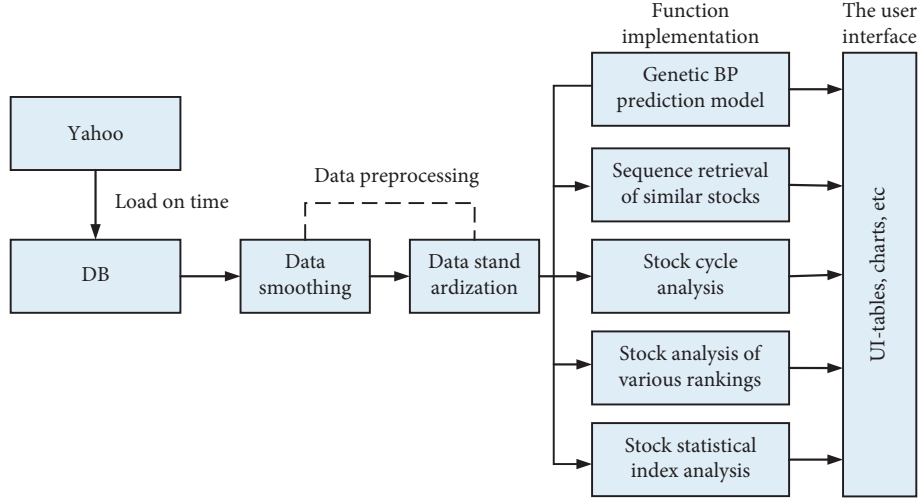 Function
implementation
The user
interface
Yahoo
Load on time
DB
Data preprocessing
Data
smoothing
Data stand
ardization
Genetic BP
prediction model
Sequence retrieval
of similar stocks
Stock cycle
analysis
Stock analysis of
various rankings
Stock statistical
index analysis
UI-tables, charts, etc